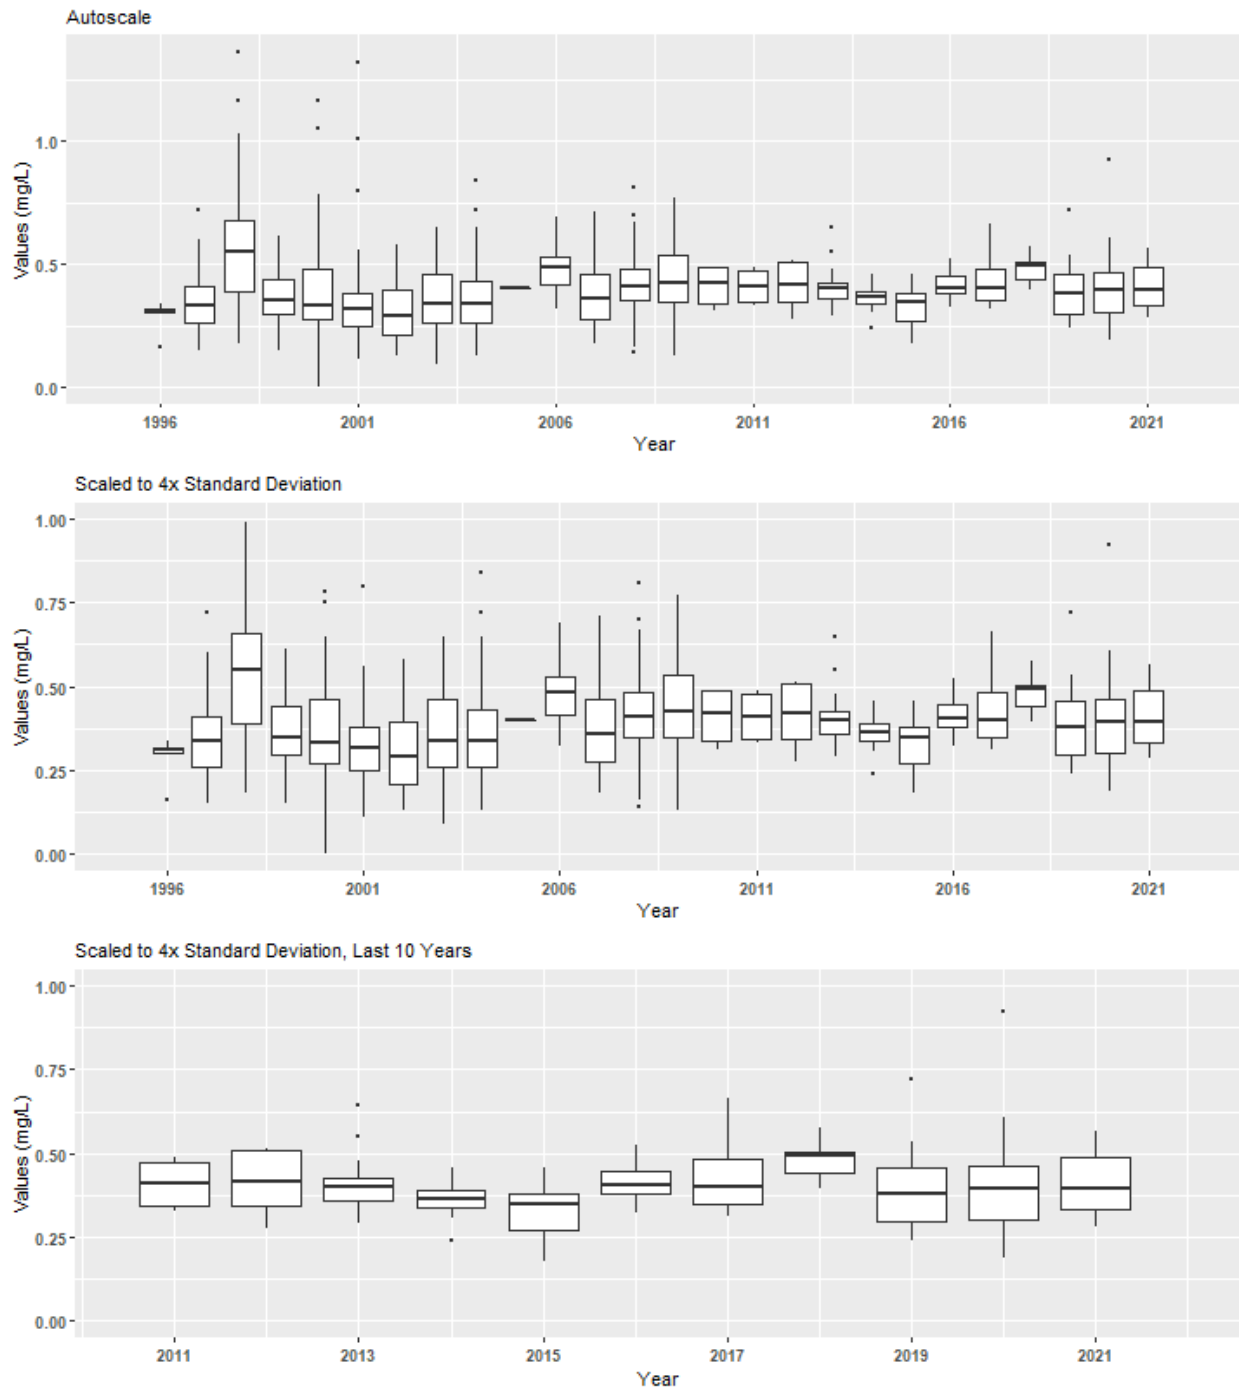 Autoscale
Values (mg/L)
1.0
0.5
0.0
1996 2001 2006 2011 2016 2021
Year
Scaled to 4x Standard Deviation
Values (mg/L)
1.00
0.75
0.50
0.25
0.00
1996 2001 2006 2011 2016 2021
Year
Scaled to 4x Standard Deviation, Last 10 Years
Values (mg/L)
1.00
0.75
0.50
0.25
0.00
2011 2013 2015 2017 2019 2021
Year